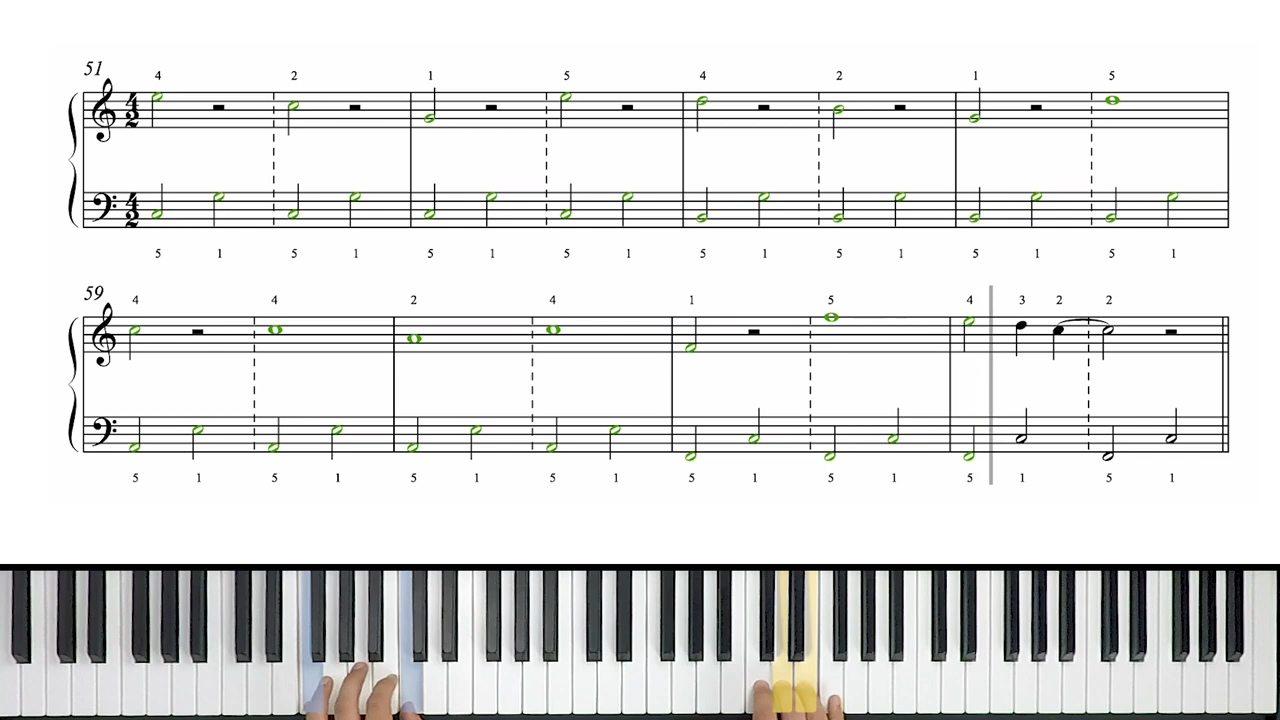 51
4 2 1 5 4 2 1 5
4 2
4 2
5 1 5 1 5 1 5 1 5 1 5 1 5 1 5 1
59
4 4 2 4 1 5 4 3 2 2
5 1 5 1 5 1 5 1 5 1 5 1 5 1 5 1